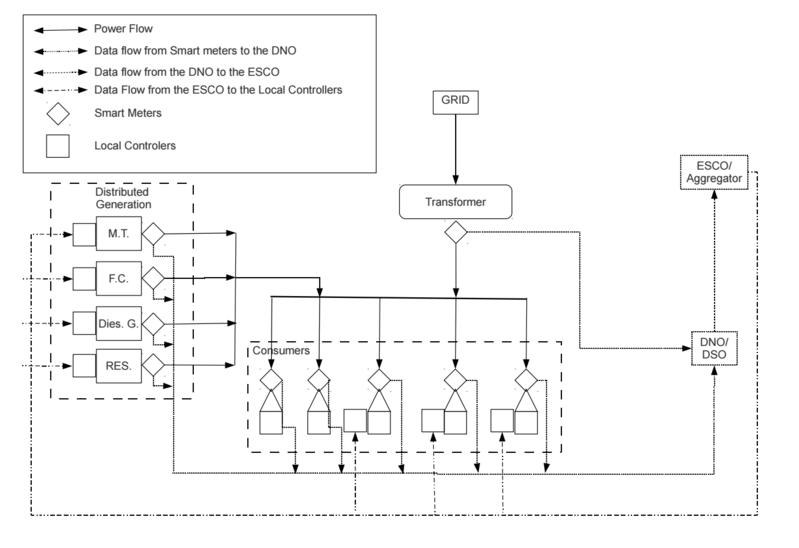 Power Flow
Data flow from Smart meters to the DNO
Data flow from the DNO to the ESCO
Data Flow from the ESCO to the Local Controllers
Smart Meters
Local Controlers
GRID
Transformer
ESCO/
Aggregator
DNO/
DSO
Distributed
Generation
M.T.
F.C.
Dies. G.
RES.
Consumers